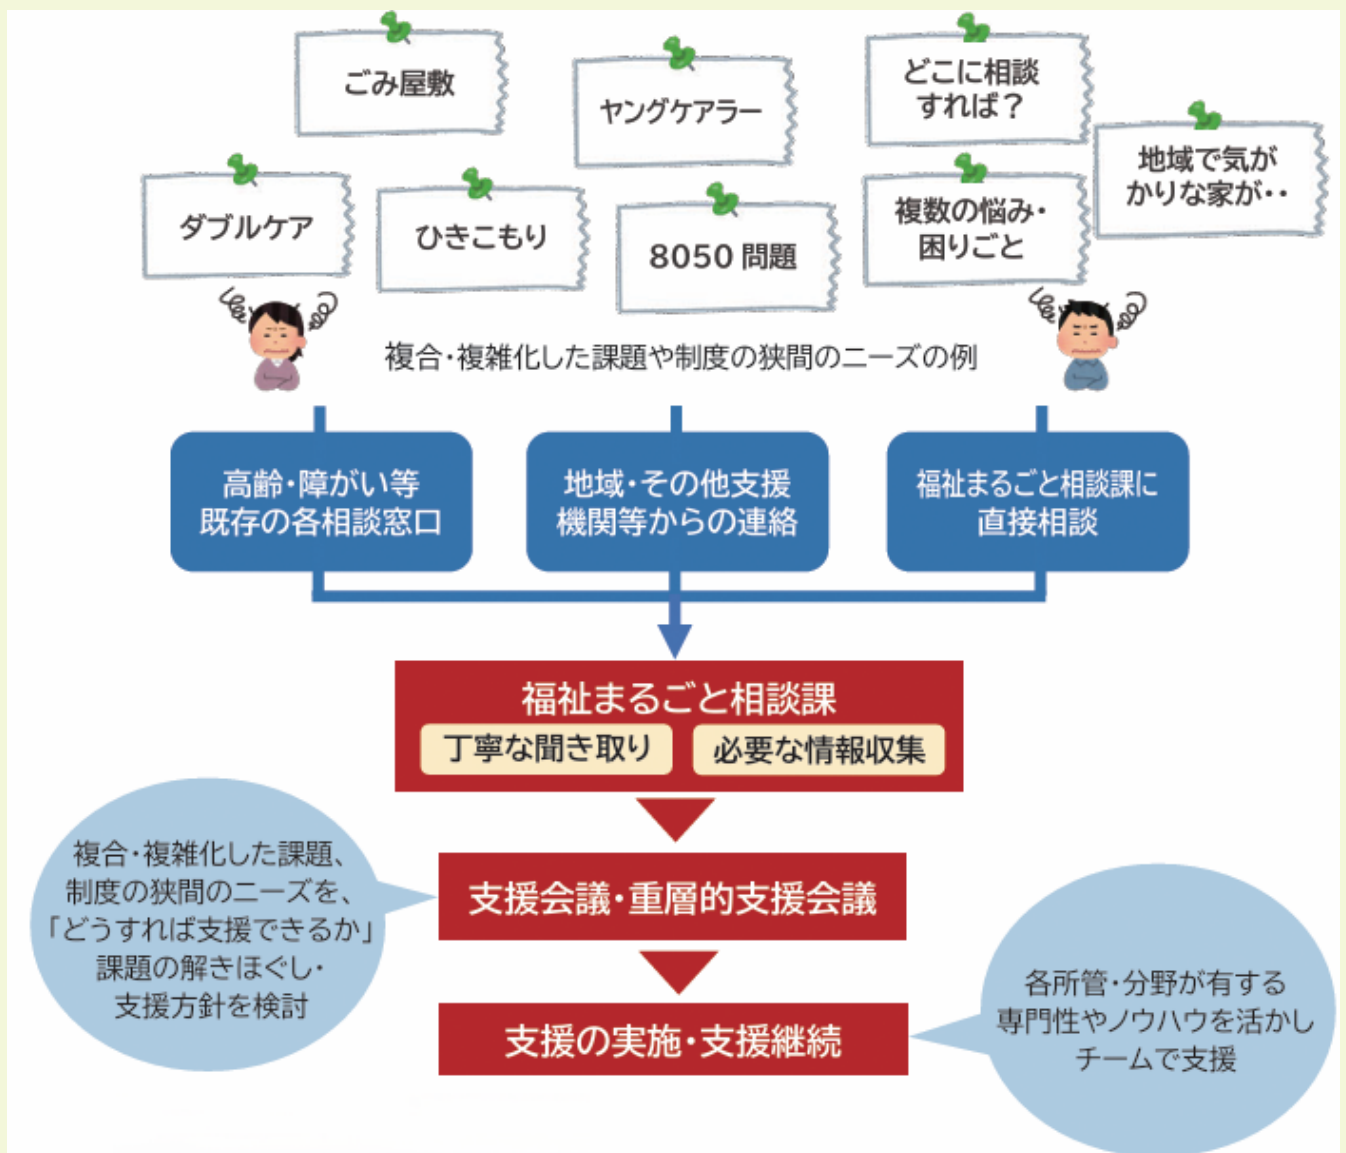 ごみ屋敷
ヤングケアラー
どこに相談
すれば？
地域で気が
かりな家が・・
ダブルケア
ひきこもり
8050 問題
複数の悩み・
困りごと
複合・複雑化した課題や制度の狭間のニーズの例
高齢・障がい等
既存の各相談窓口
地域・その他支援
機関等からの連絡
福祉まるごと相談課に
直接相談
福祉まるごと相談課
丁寧な聞き取り
必要な情報収集
複合・複雑化した課題、
制度の狭間のニーズを、
「どうすれば支援できるか」
課題の解きほぐし・
支援方針を検討
支援会議・重層的支援会議
支援の実施・支援継続
各所管・分野が有する
専門性やノウハウを活かし
チームで支援